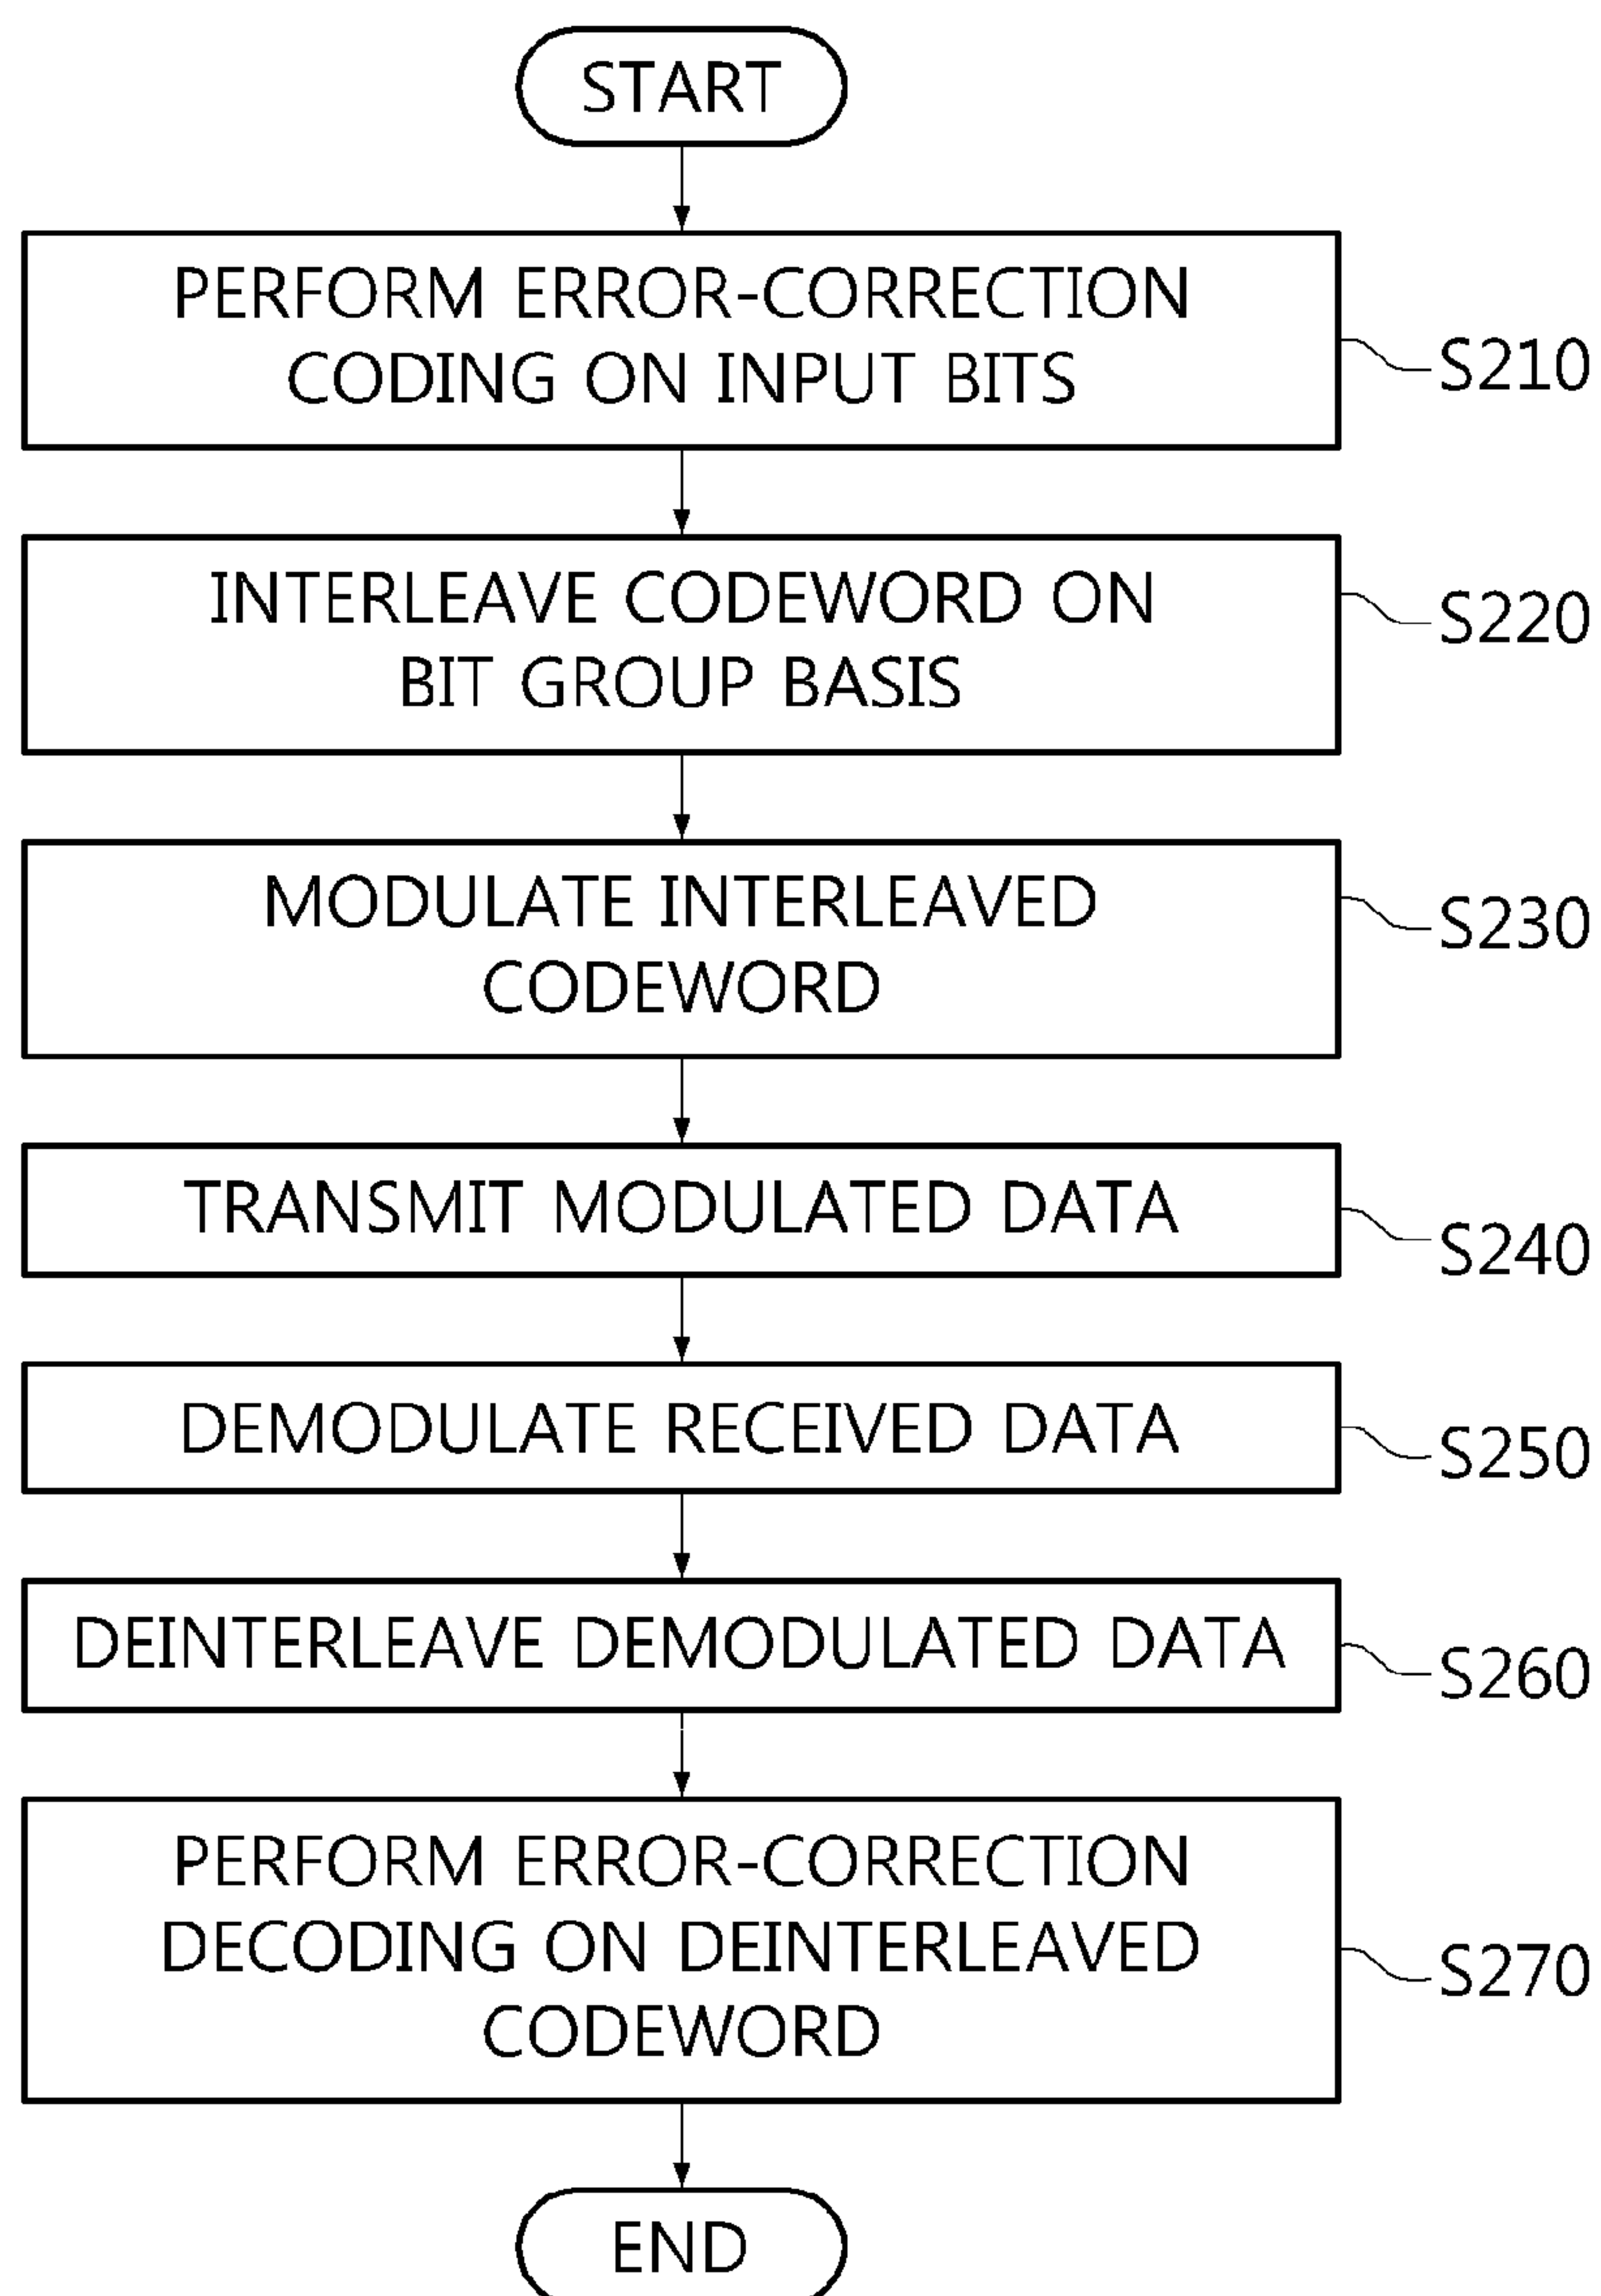 START
PERFORM ERROR-CORRECTION
CODING ON INPUT BITS
S210
INTERLEAVE CODEWORD ON
BIT GROUP BASIS
S220
MODULATE INTERLEAVED
CODEWORD
S230
TRANSMIT MODULATED DATA
S240
DEMODULATE RECEIVED DATA
S250
DEINTERLEAVE DEMODULATED DATA
S260
PERFORM ERROR-CORRECTION
DECODING ON DEINTERLEAVED
CODEWORD
S270
END